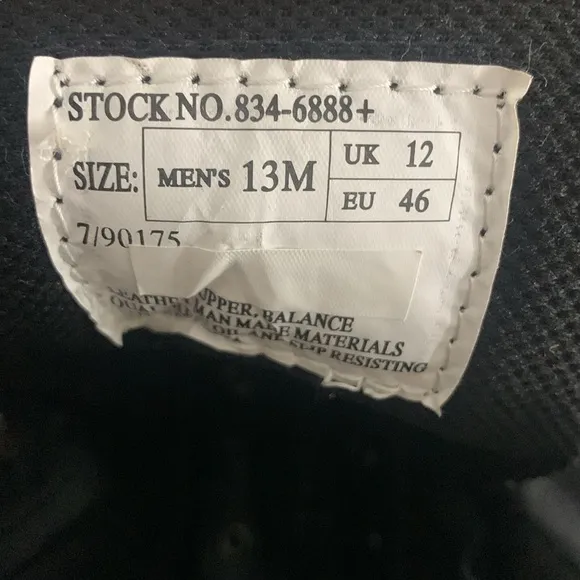 STOCK NO.834-6888+
SIZE: MEN'S 13M
UK 12
EU 46
7/90175
UPPER, BALANCE
MAN MADE MATERIALS
SLIP RESISTING